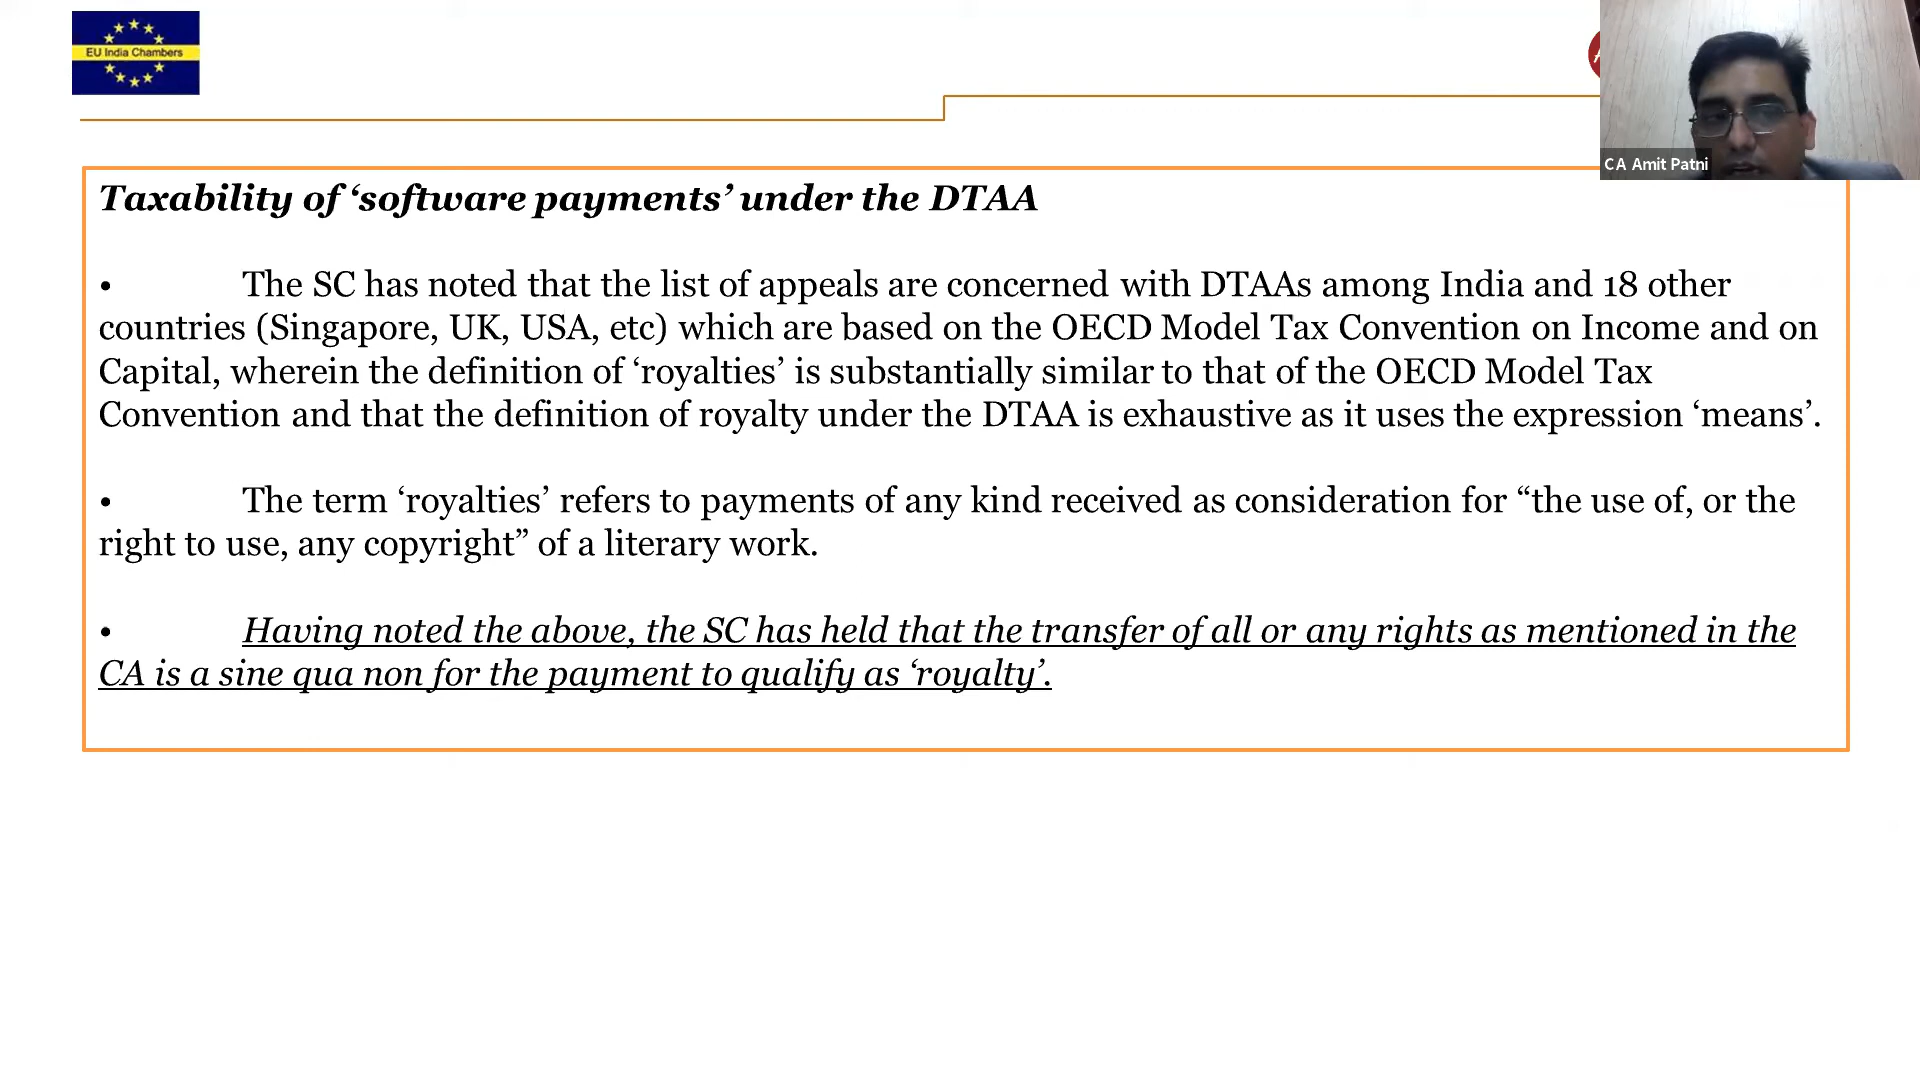 EU India Chambers
CA Amit Patni
Taxability of ‘software payments’ under the DTAA
• The SC has noted that the list of appeals are concerned with DTAAs among India and 18 other
countries (Singapore, UK, USA, etc) which are based on the OECD Model Tax Convention on Income and on
Capital, wherein the definition of ‘royalties’ is substantially similar to that of the OECD Model Tax
Convention and that the definition of royalty under the DTAA is exhaustive as it uses the expression ‘means’.
• The term ‘royalties’ refers to payments of any kind received as consideration for “the use of, or the
right to use, any copyright” of a literary work.
• Having noted the above, the SC has held that the transfer of all or any rights as mentioned in the
CA is a sine qua non for the payment to qualify as ‘royalty’.